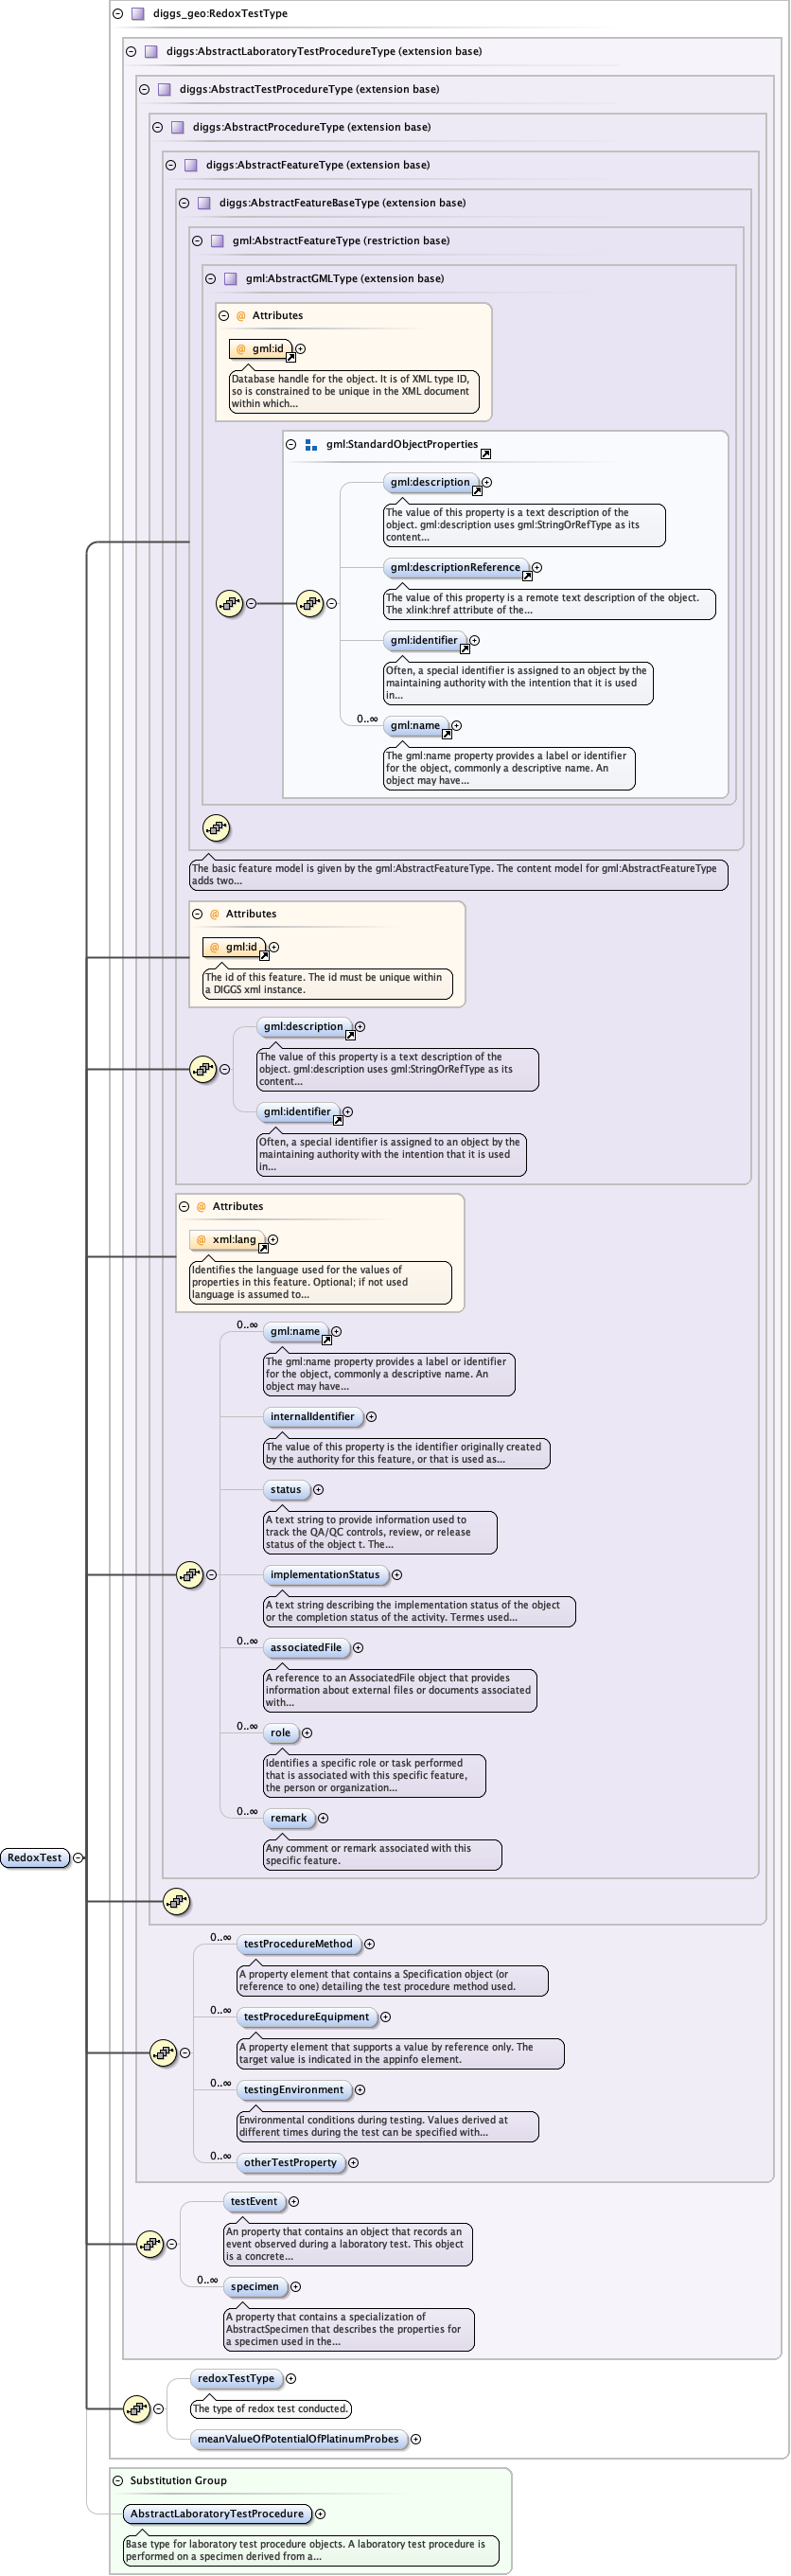 diggs_geo:RedoxTestType
diggs:AbstractLaboratoryTestProcedureType (extension base)
diggs:AbstractTestProcedureType (extension base)
diggs:AbstractProcedureType (extension base)
diggs:AbstractFeatureType (extension base)
diggs:AbstractFeatureBaseType (extension base)
gml:AbstractFeatureType (restriction base)
gml:AbstractGMLType (extension base)
@ Attributes
@ gml:id
Database handle for the object. It is of XML type ID,
so is constrained to be unique in the XML document
within which...
gml:StandardObjectProperties
gml:description
The value of this property is a text description of the
object. gml:description uses gml:StringOrRefType as its
content...
gml:descriptionReference
The value of this property is a remote text description of the object.
The xlink:href attribute of the...
gml:identifier
Often, a special identifier is assigned to an object by the
maintaining authority with the intention that it is used
in...
0..∞
gml:name
The gml:name property provides a label or identifier
for the object, commonly a descriptive name. An
object may have...
The basic feature model is given by the gml:AbstractFeatureType. The content model for gml:AbstractFeatureType
adds two...
@ Attributes
@ gml:id
The id of this feature. The id must be unique within
a DIGGS xml instance.
gml:description
The value of this property is a text description of the
object. gml:description uses gml:StringOrRefType as its
content...
gml:identifier
Often, a special identifier is assigned to an object by the
maintaining authority with the intention that it is used
in...
@ Attributes
@ xml:lang
Identifies the language used for the values of
properties in this feature. Optional; if not used
language is assumed to...
0..∞
gml:name
The gml:name property provides a label or identifier
for the object, commonly a descriptive name. An
object may have...
internalIdentifier
The value of this property is the identifier originally created
by the authority for this feature, or that is used as...
status
A text string to provide information used to
track the QA/QC controls, review, or release
status of the object t. The...
implementationStatus
A text string describing the implementation status of the object
or the completion status of the activity. Termes used...
0..∞
associatedFile
A reference to an AssociatedFile object that provides
information about external files or documents associated
with...
0..∞
role
Identifies a specific role or task performed
that is associated with this specific feature,
the person or organization...
0..∞
remark
Any comment or remark associated with this
specific feature.
RedoxTest
0..∞
testProcedureMethod
A property element that contains a Specification object (or
reference to one) detailing the test procedure method used.
0..∞
testProcedureEquipment
A property element that supports a value by reference only. The
target value is indicated in the appinfo element.
0..∞
testingEnvironment
Environmental conditions during testing. Values derived at
different times during the test can be specified with...
0..∞
otherTestProperty
testEvent
An property that contains an object that records an
event observed during a laboratory test. This object
is a concrete...
0..∞
specimen
A property that contains a specialization of
AbstractSpecimen that describes the properties for
a specimen used in the...
redoxTestType
The type of redox test conducted.
meanValueOfPotentialOfPlatinumProbes
Substitution Group
AbstractLaboratoryTestProcedure
Base type for laboratory test procedure objects. A laboratory test procedure is
performed on a specimen derived from a...